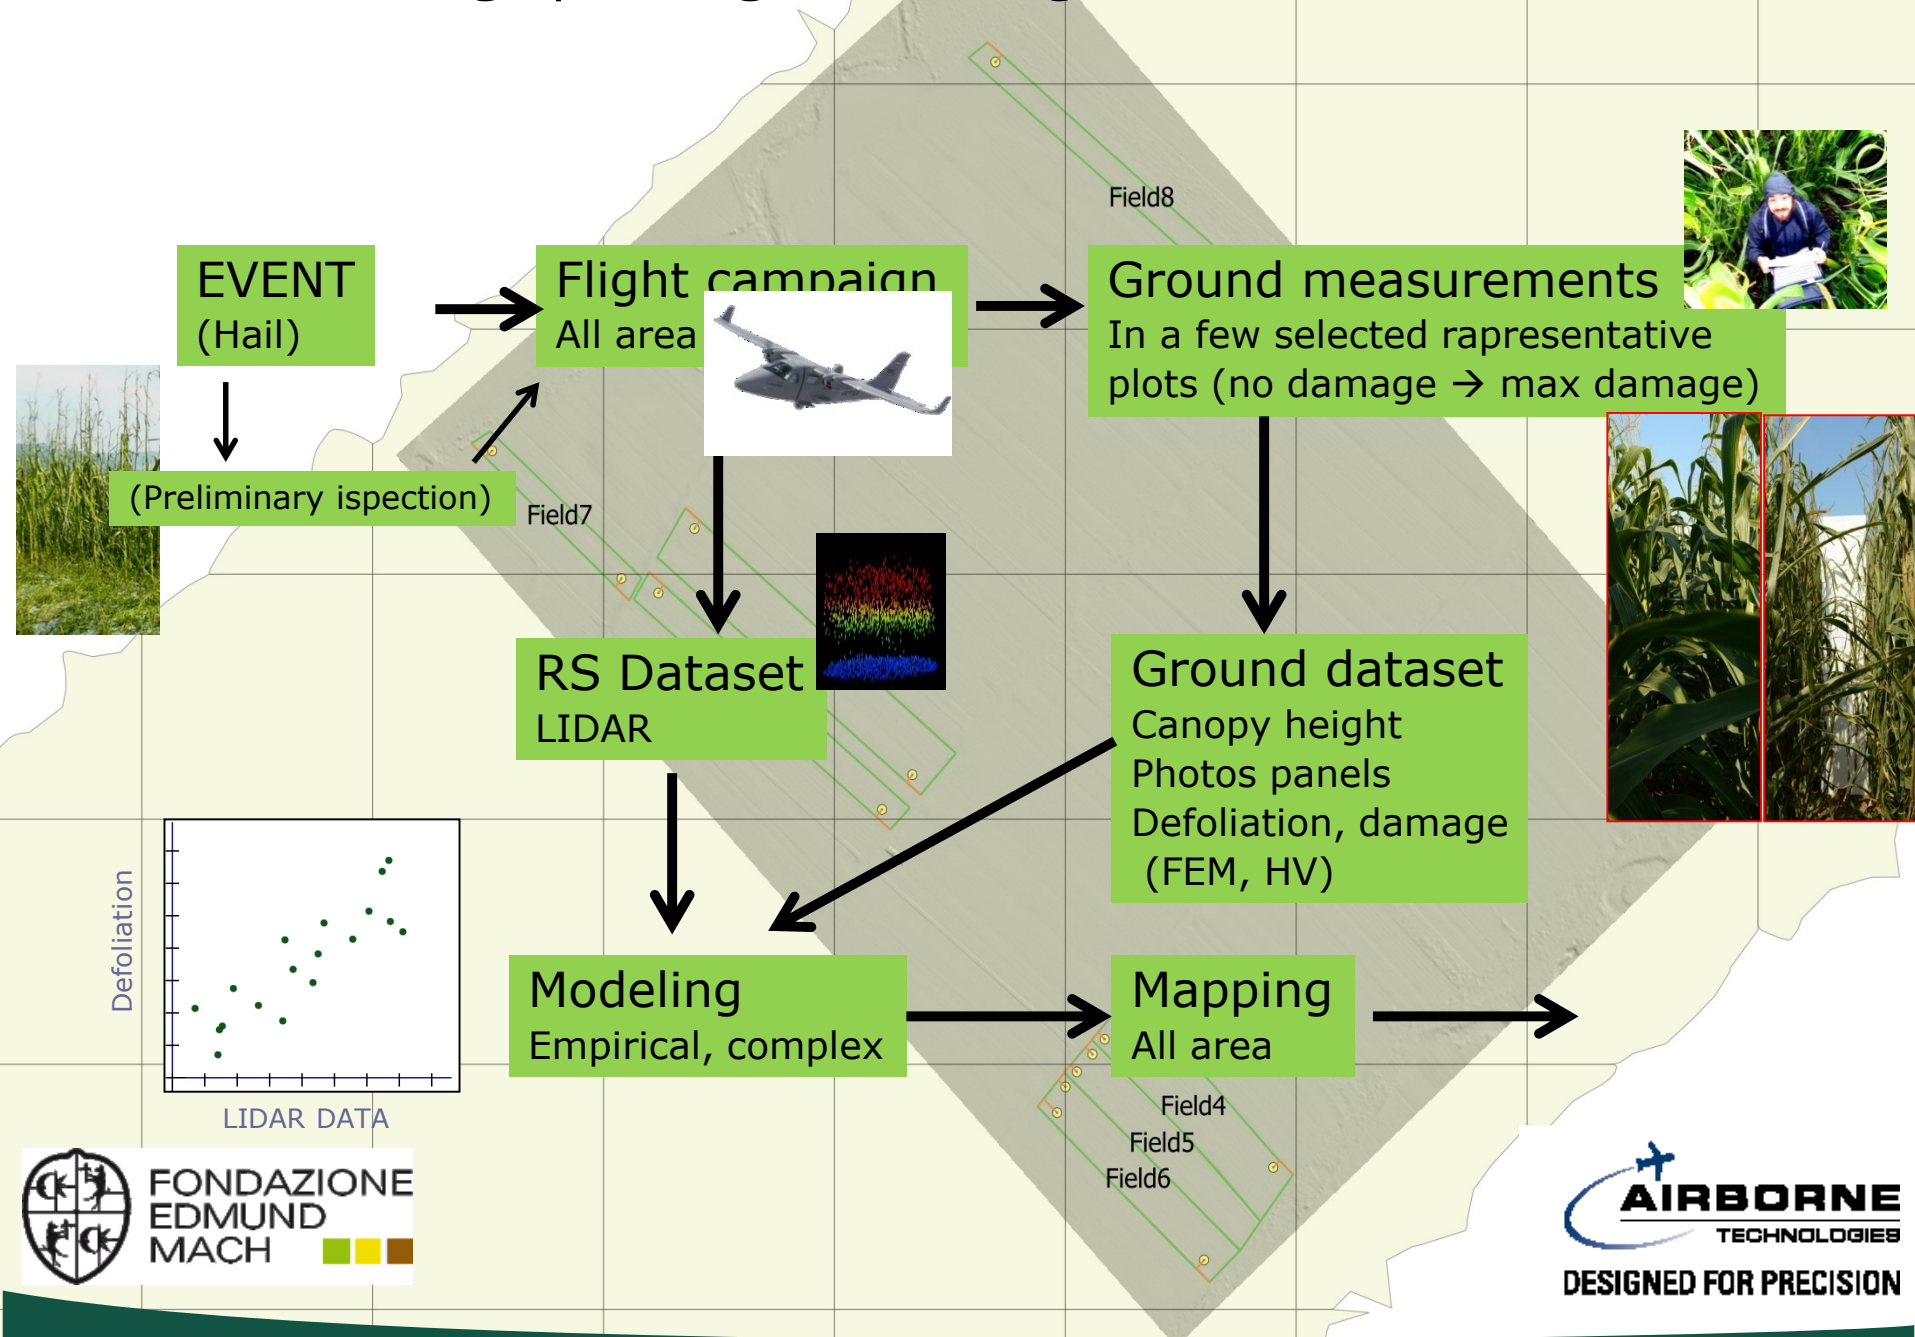 Field8
EVENT
(Hail)
Flight campaign
All area
Ground measurements
In a few selected rapresentative
plots (no damage → max damage)
(Preliminary ispection)
Field7
RS Dataset
LIDAR
Ground dataset
Canopy height
Photos panels
Defoliation, damage
(FEM, HV)
Defoliation
LIDAR DATA
Modeling
Empirical, complex
Mapping
All area
Field4
Field5
Field6
FONDAZIONE
EDMUND
MACH
AIRBORNE
TECHNOLOGIES
DESIGNED FOR PRECISION